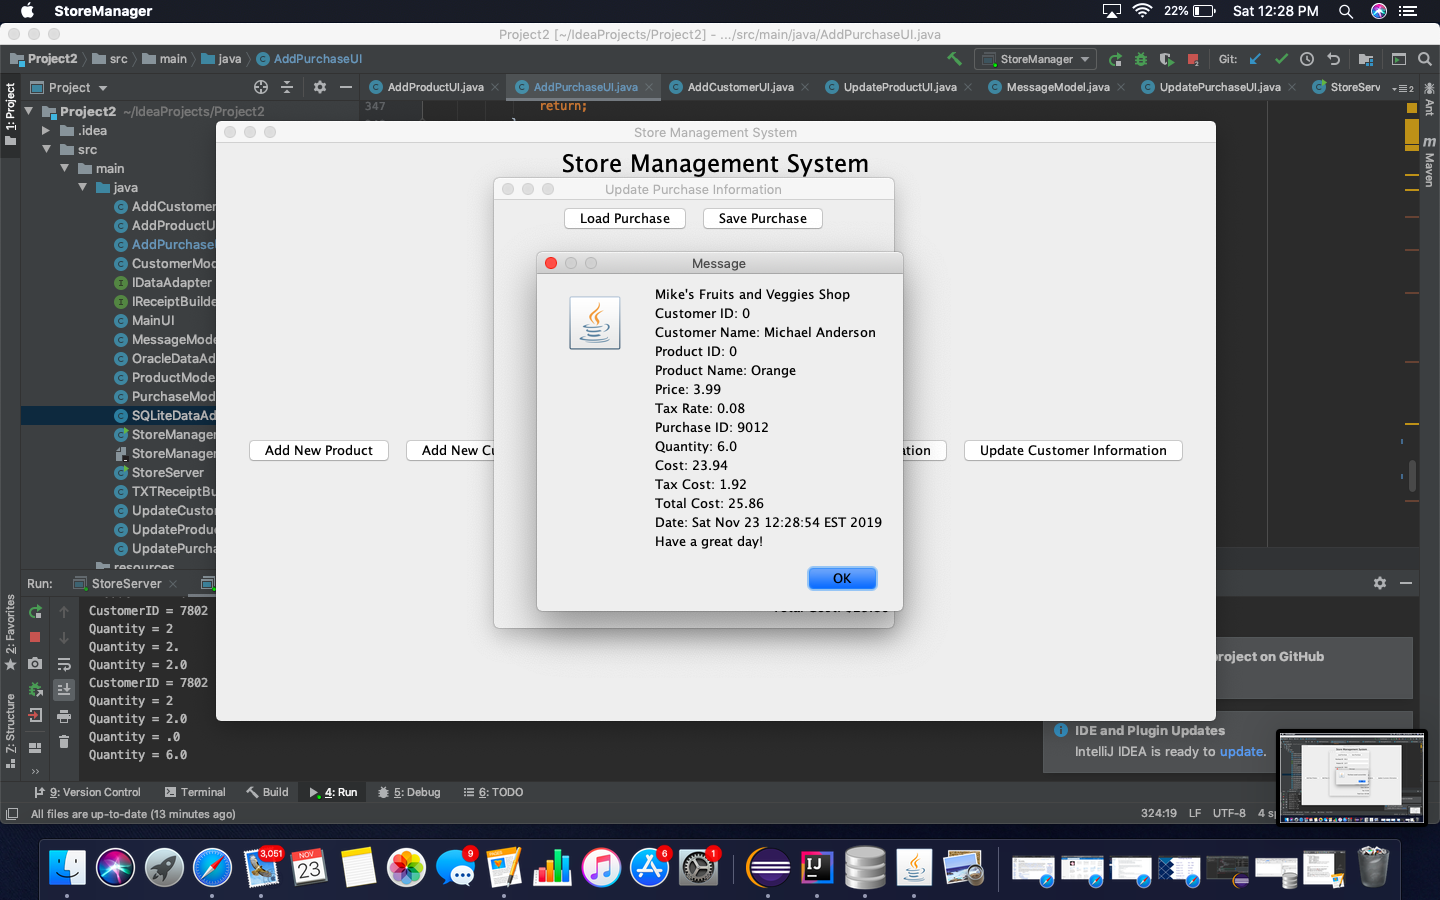 StoreManager
22%
Sat 12:28 PM
Project2 [~/IdeaProjects/Project2] - .../src/main/java/AddPurchaseUI.java
Project2
src
main
java
AddPurchaseUI
StoreManager
Git:
1: Project
Project
AddProductUI.java
AddPurchaseUI.java
AddCustomerUI.java
UpdateProductUI.java
MessageModel.java
UpdatePurchaseUI.java
StoreServ
2
Ant
Maven
Project2 ~/IdeaProjects/Project2
.idea
src
main
java
AddCustomer
AddProductU
AddPurchase
CustomerMod
IDataAdapter
IReceiptBuilde
MainUI
MessageMode
OracleDataAd
ProductMode
PurchaseMod
SQLiteDataAd
StoreManager
StoreManager
StoreServer
TXTReceiptBu
UpdateCusto
UpdateProduc
UpdatePurcha
resources
347
return;
Store Management System
Store Management System
Update Purchase Information
Load Purchase
Save Purchase
Add New Product
Add New Cu
ation
Update Customer Information
Message
Mike's Fruits and Veggies Shop
Customer ID: 0
Customer Name: Michael Anderson
Product ID: 0
Product Name: Orange
Price: 3.99
Tax Rate: 0.08
Purchase ID: 9012
Quantity: 6.0
Cost: 23.94
Tax Cost: 1.92
Total Cost: 25.86
Date: Sat Nov 23 12:28:54 EST 2019
Have a great day!
OK
2: Favorites
Z: Structure
Run:
StoreServer
CustomerID = 7802
Quantity = 2
Quantity = 2.
Quantity = 2.0
CustomerID = 7802
Quantity = 2
Quantity = 2.0
Quantity = .0
Quantity = 6.0
project on GitHub
IDE and Plugin Updates
IntelliJ IDEA is ready to update.
9: Version Control
Terminal
Build
4: Run
5: Debug
6: TODO
All files are up-to-date (13 minutes ago)
324:19
LF
UTF-8
4 sp
3,051
NOV
23
9
6
1
IJ